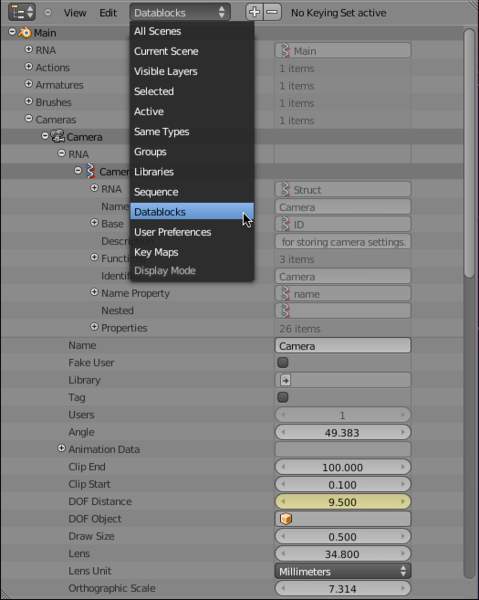 View Edit Datablocks No Keying Set active
All Scenes
Current Scene
Visible Layers
Selected
Active
Same Types
Groups
Libraries
Sequence
Datablocks
User Preferences
Key Maps
Display Mode
Main
RNA Main
Actions 1 items
Armatures 1 items
Brushes 1 items
Cameras 1 items
Camera
RNA
RNA Struct
Camera
Base ID
for storing camera settings.
3 items
Camera
Name Property name
Nested
Properties 26 items
Name Camera
Fake User
Library
Tag
Users 1
Angle 49.383
Animation Data
Clip End 100.000
Clip Start 0.100
DOF Distance 9.500
DOF Object
Draw Size 0.500
Lens 34.800
Lens Unit Millimeters
Orthographic Scale 7.314